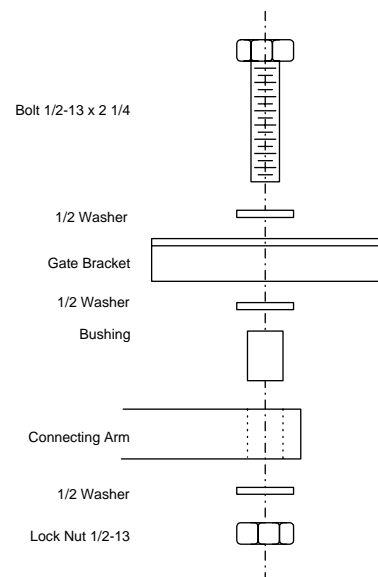 Bolt 1/2-13 x 2 1/4
1/2 Washer
Gate Bracket
1/2 Washer
Bushing
Connecting Arm
1/2 Washer
Lock Nut 1/2-13